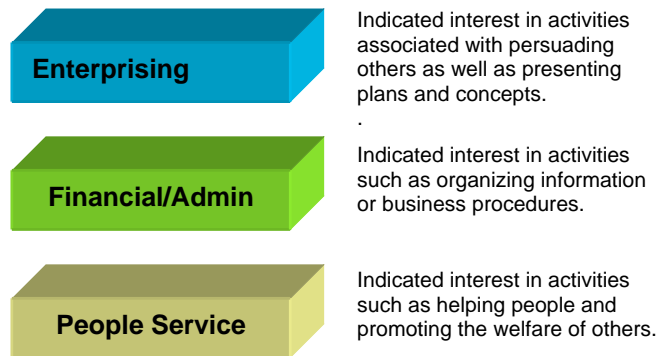 Enterprising
Indicated interest in activities
associated with persuading
others as well as presenting
plans and concepts.
.
Financial/Admin
Indicated interest in activities
such as organizing information
or business procedures.
People Service
Indicated interest in activities
such as helping people and
promoting the welfare of others.